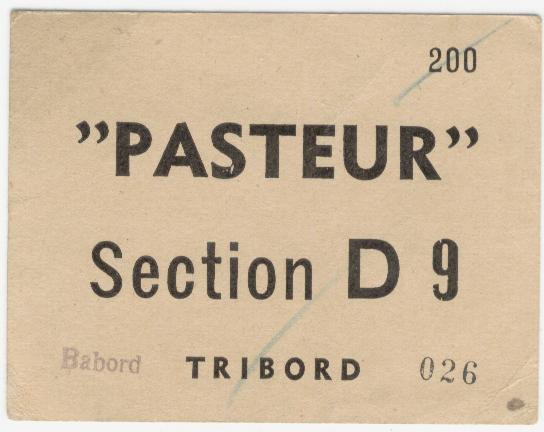 200
"PASTEUR"
Section D 9
Babord TRIBORD 026